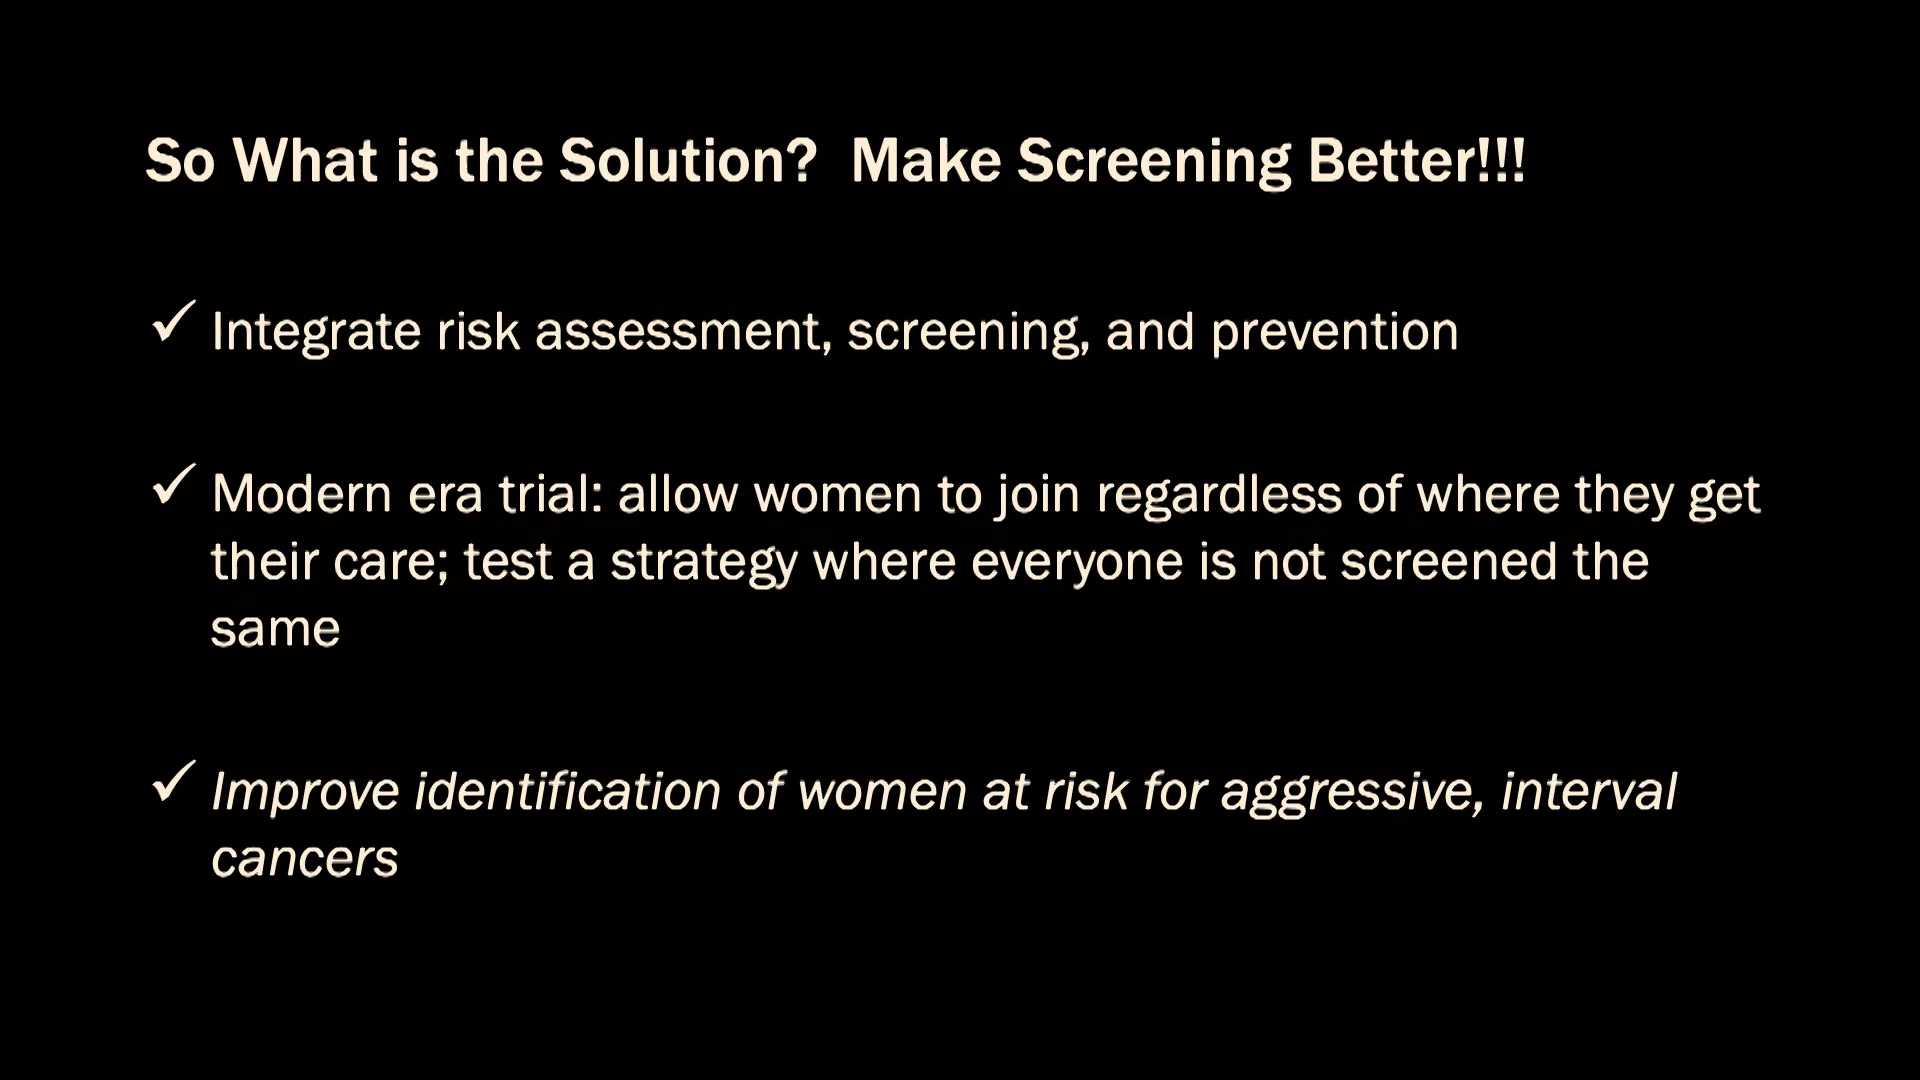 So What is the Solution?  Make Screening Better!!!
✓ Integrate risk assessment, screening, and prevention
✓ Modern era trial: allow women to join regardless of where they get
their care; test a strategy where everyone is not screened the
same
✓ Improve identification of women at risk for aggressive, interval
cancers